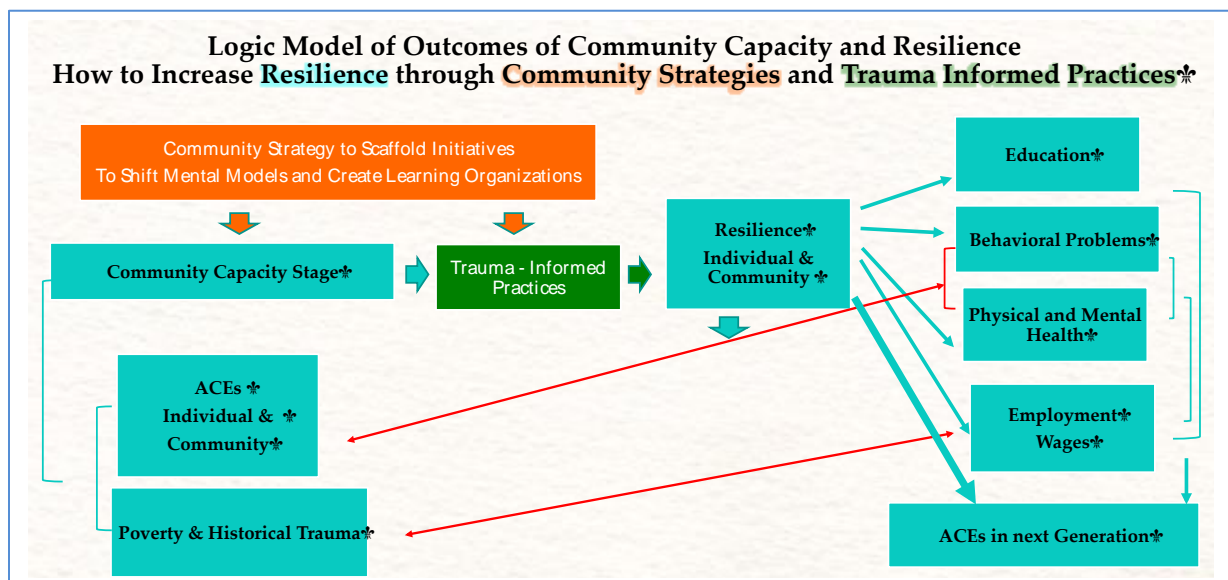 Logic Model of Outcomes of Community Capacity and Resilience
How to Increase Resilience through Community Strategies and Trauma Informed Practices⚜
Community Strategy to Scaffold Initiatives
To Shift Mental Models and Create Learning Organizations
Community Capacity Stage⚜
Trauma - Informed
Practices
Resilience⚜
Individual &
Community ⚜
Education⚜
Behavioral Problems⚜
Physical and Mental
Health⚜
Employment⚜
Wages⚜
ACEs in next Generation⚜
ACEs ⚜
Individual & ⚜
Community⚜
Poverty & Historical Trauma⚜